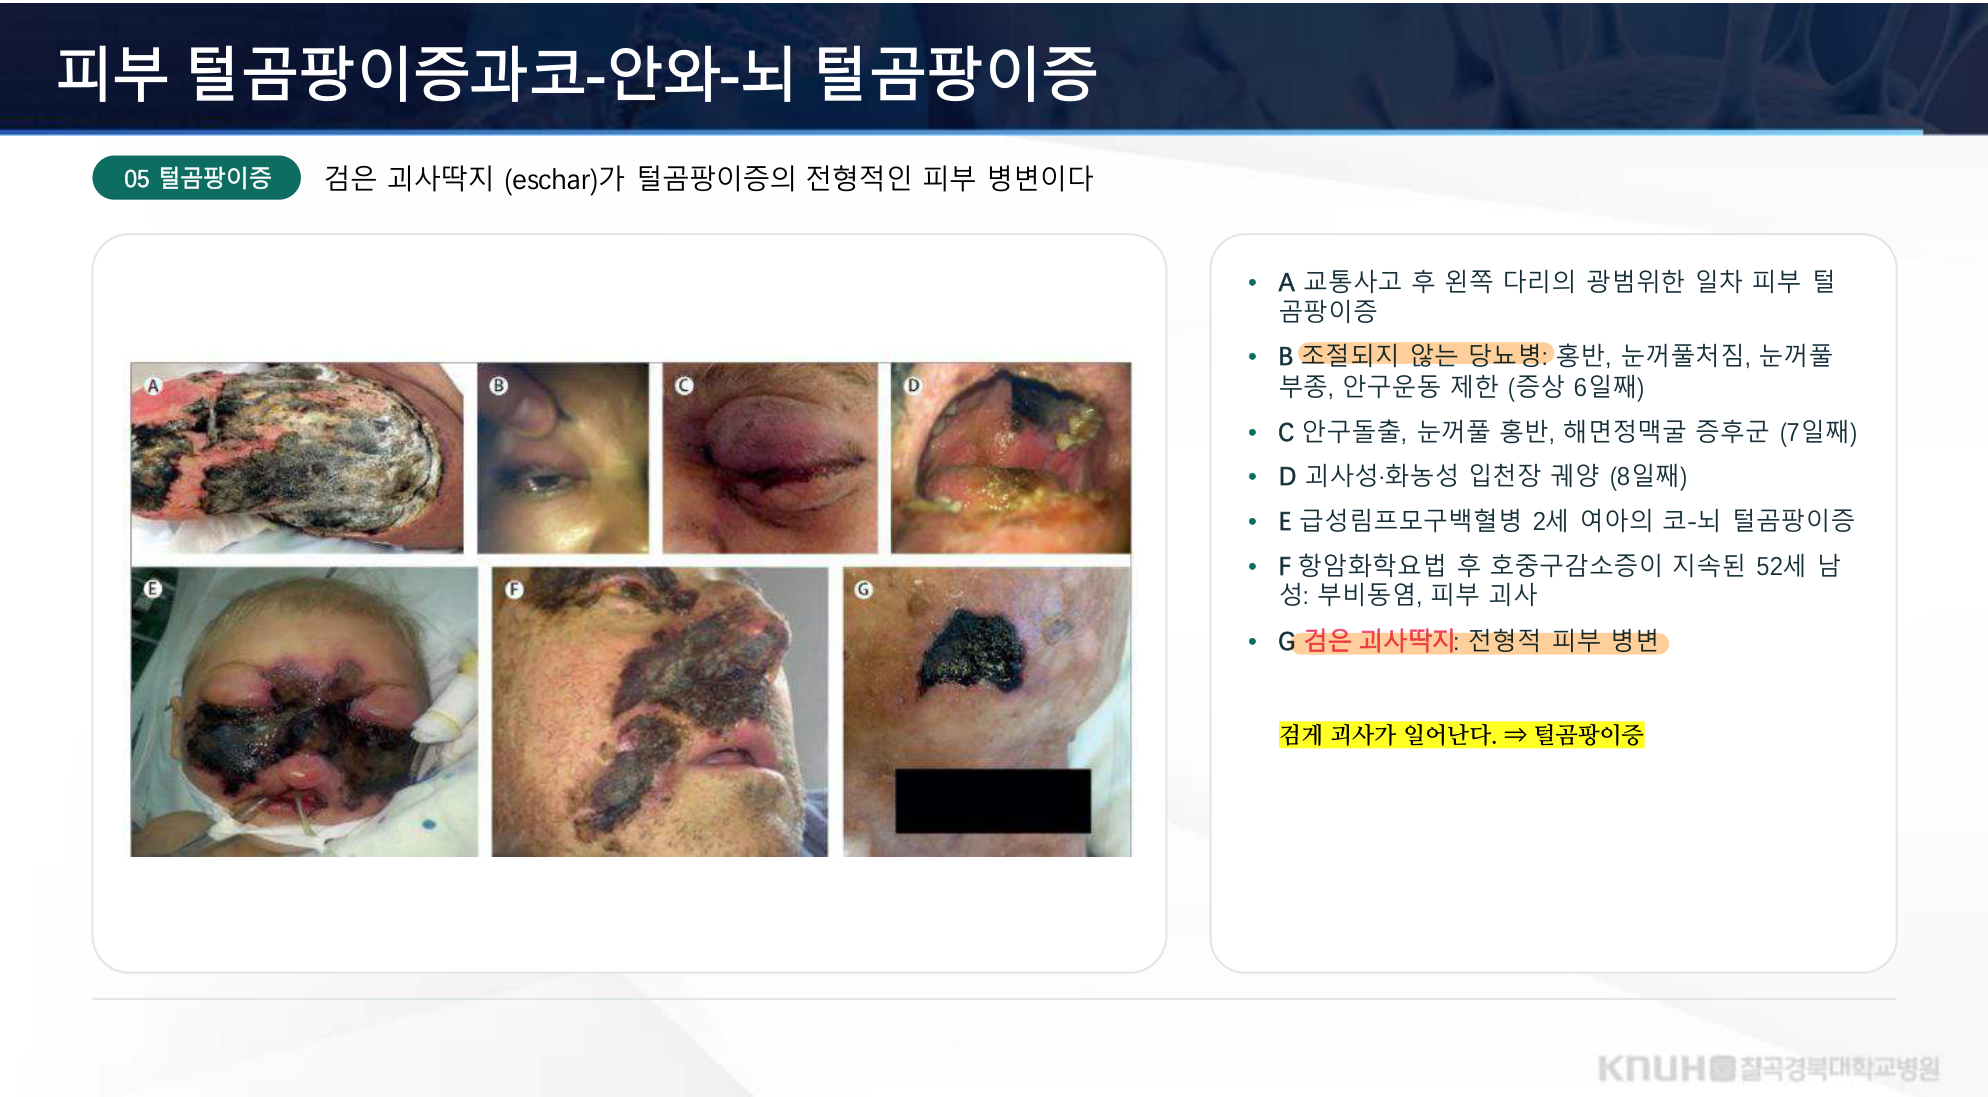 피부 털곰팡이증과코-안와-뇌 털곰팡이증
05 털곰팡이증
검은 괴사딱지 (eschar)가 털곰팡이증의 전형적인 피부 병변이다
A
B
C
D
E
F
G
• A 교통사고 후 왼쪽 다리의 광범위한 일차 피부 털
곰팡이증
• B 조절되지 않는 당뇨병: 홍반, 눈꺼풀처짐, 눈꺼풀
부종, 안구운동 제한 (증상 6일째)
• C 안구돌출, 눈꺼풀 홍반, 해면정맥굴 증후군 (7일째)
• D 괴사성·화농성 입천장 궤양 (8일째)
• E 급성림프모구백혈병 2세 여아의 코-뇌 털곰팡이증
• F 항암화학요법 후 호중구감소증이 지속된 52세 남
성: 부비동염, 피부 괴사
• G 검은 괴사딱지: 전형적 피부 병변
검게 괴사가 일어난다. ⇒ 털곰팡이증
KNUH 칠곡경북대학교병원